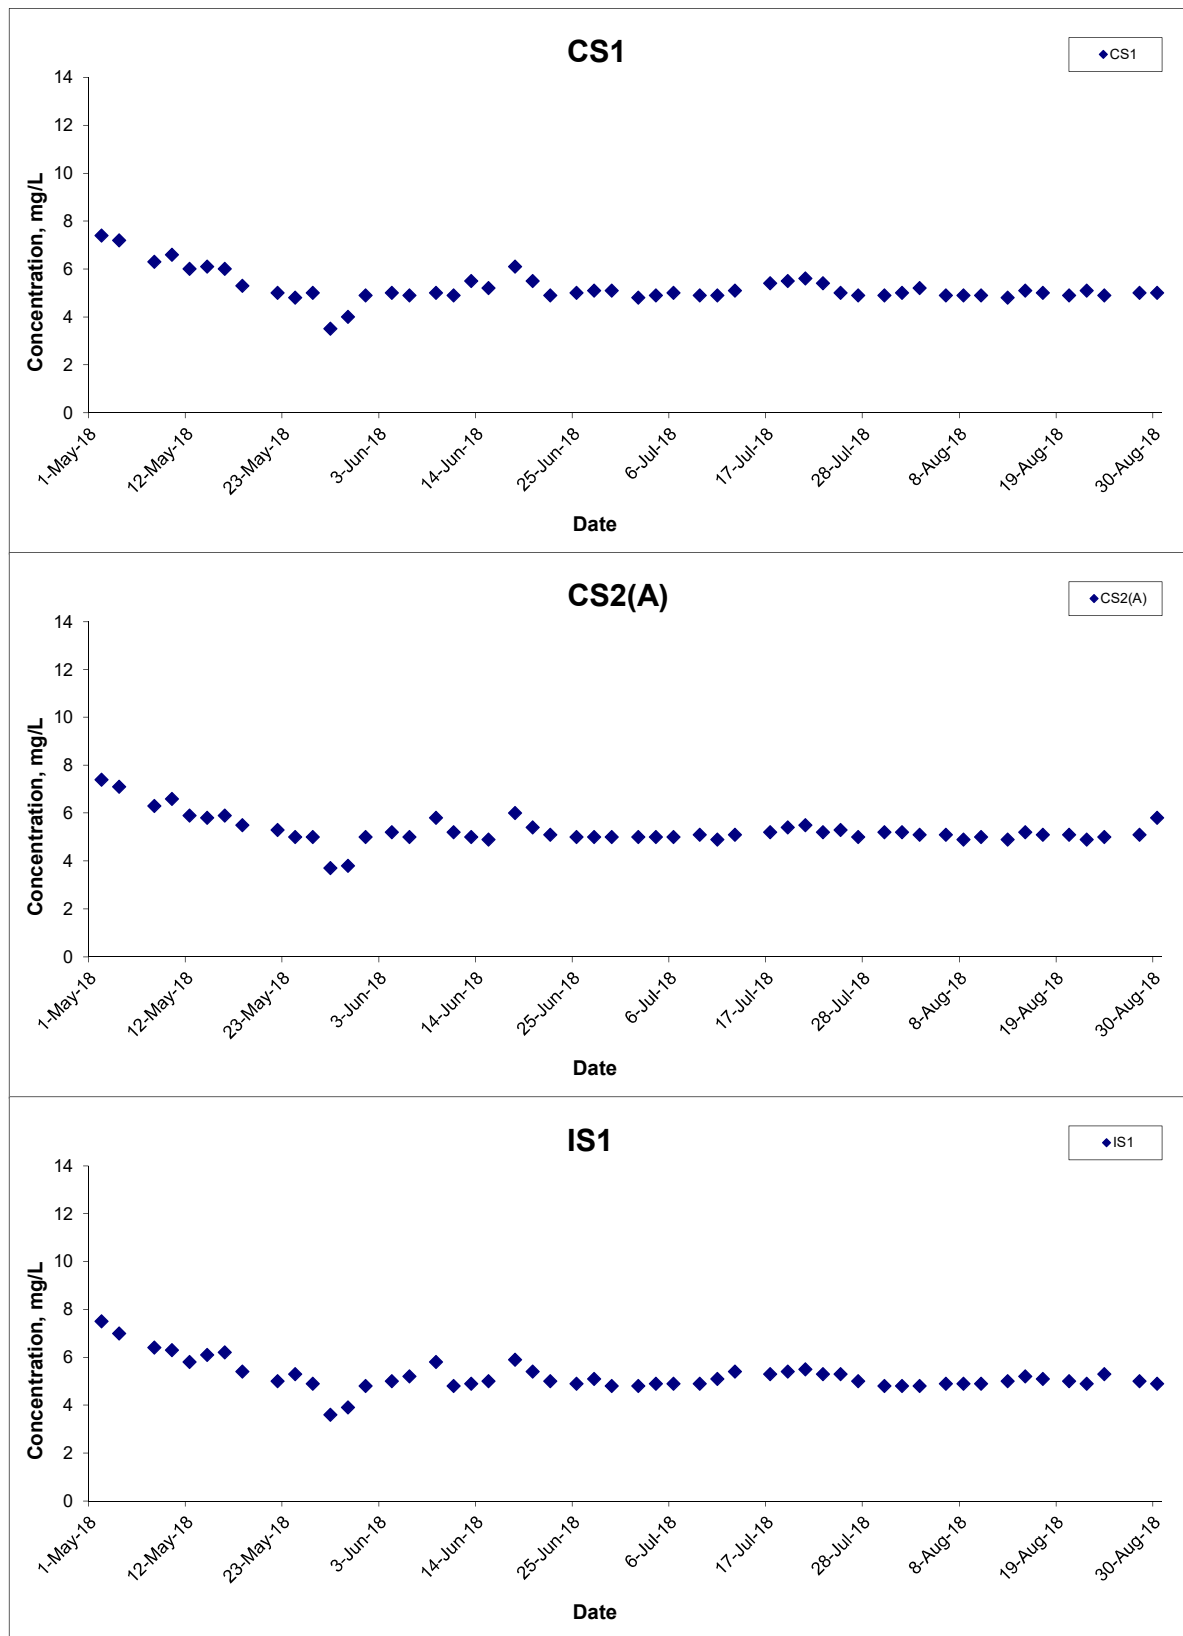 CS1
CS1
14
12
10
8
6
4
2
0
Concentration, mg/L
1-May-18
12-May-18
23-May-18
3-Jun-18
14-Jun-18
25-Jun-18
6-Jul-18
17-Jul-18
28-Jul-18
8-Aug-18
19-Aug-18
30-Aug-18
Date
CS2(A)
CS2(A)
14
12
10
8
6
4
2
0
Concentration, mg/L
1-May-18
12-May-18
23-May-18
3-Jun-18
14-Jun-18
25-Jun-18
6-Jul-18
17-Jul-18
28-Jul-18
8-Aug-18
19-Aug-18
30-Aug-18
Date
IS1
IS1
14
12
10
8
6
4
2
0
Concentration, mg/L
1-May-18
12-May-18
23-May-18
3-Jun-18
14-Jun-18
25-Jun-18
6-Jul-18
17-Jul-18
28-Jul-18
8-Aug-18
19-Aug-18
30-Aug-18
Date